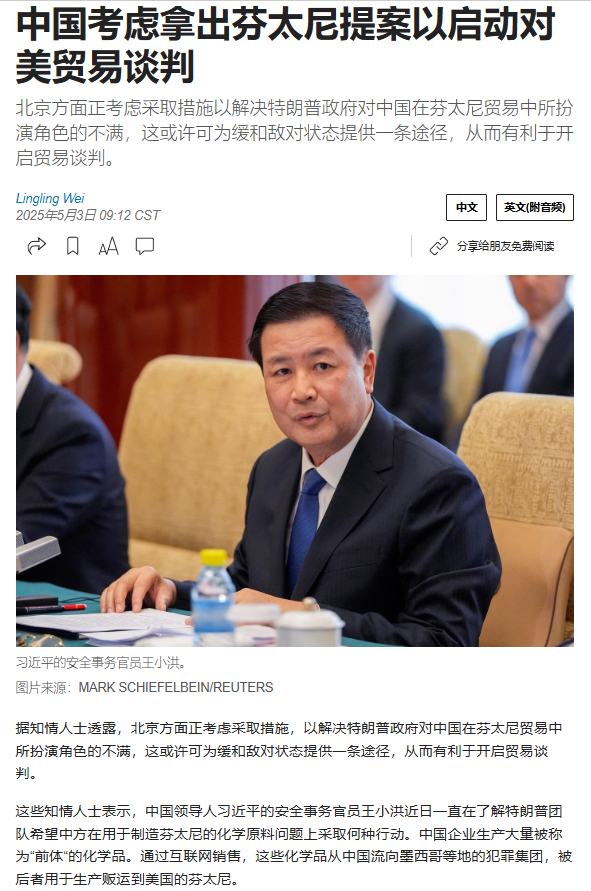 中国考虑拿出芬太尼提案以启动对
美贸易谈判
北京方面正考虑采取措施以解决特朗普政府对中国在芬太尼贸易中所扮
演角色的不满，这或许可为缓和敌对状态提供一条途径，从而有利于开
启贸易谈判。
Lingling Wei
2025年5月3日 09:12 CST
中文
英文(附音频)
分享给朋友免费阅读
习近平的安全事务官员王小洪。
图片来源：MARK SCHIEFELBEIN/REUTERS
据知情人士透露，北京方面正考虑采取措施，以解决特朗普政府对中国在芬太尼贸易中
所扮演角色的不满，这或许可为缓和敌对状态提供一条途径，从而有利于开启贸易谈
判。
这些知情人士表示，中国领导人习近平的安全事务官员王小洪近日一直在了解特朗普团
队希望中方在用于制造芬太尼的化学原料问题上采取何种行动。中国企业生产大量被称
为“前体”的化学品。通过互联网销售，这些化学品从中国流向墨西哥等地的犯罪集团，被
后者用于生产贩运到美国的芬太尼。